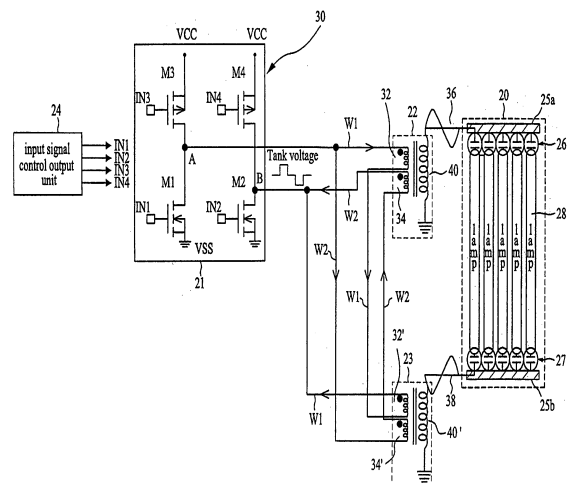 30
VCC VCC
M3 M4
IN3 IN4
24
input signal
control output
unit
IN1
IN2
IN3
IN4
A
B
M1 M2
IN1 IN2
VSS
21
Tank voltage
W1
W2
32
22
34
40
36
20
25a
26
28
lamp lamp lamp lamp lamp
27
25b
W2
W1
W2
32'
23
W1
34'
40'
38